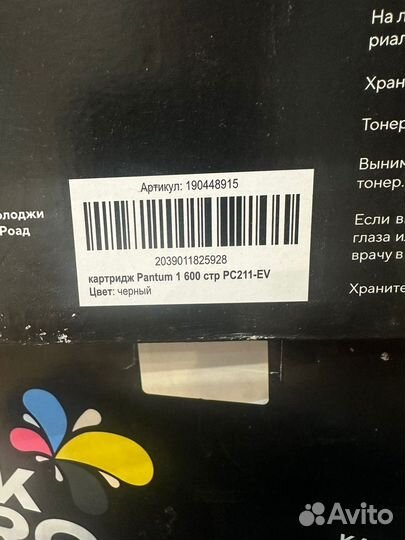 На л
риал
Хран
Тонер
Выним
тонер.
Если в
глаза и
врачу в
Храните
олоджи
Роад
Артикул: 190448915
2039011825928
картридж Pantum 1 600 стр PC211-EV
Цвет: черный
K
Avito